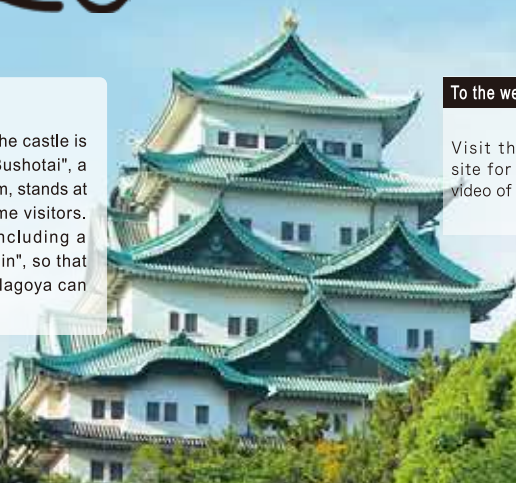 he castle is
ushotai", a
m, stands at
me visitors.
ncluding a
in", so that
Nagoya can
To the we
Visit th
site for
video of